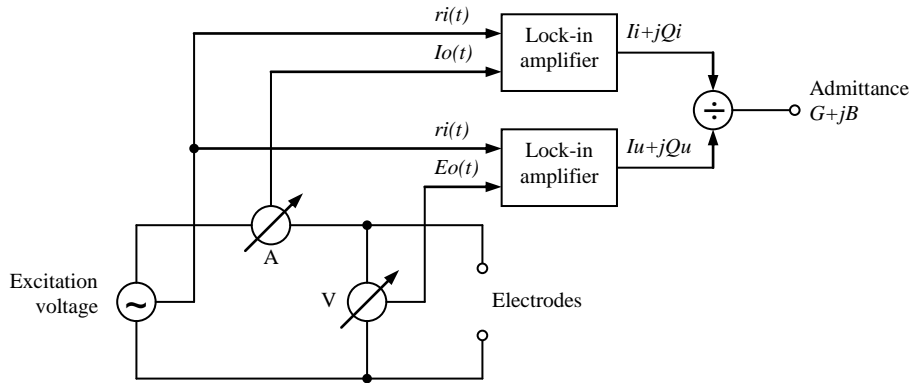 ri(t)
Io(t)
Lock-in
amplifier
Ii+jQi
÷
Admittance
G+jB
ri(t)
Eo(t)
Lock-in
amplifier
Iu+jQu
A
Excitation
voltage
~
V
Electrodes